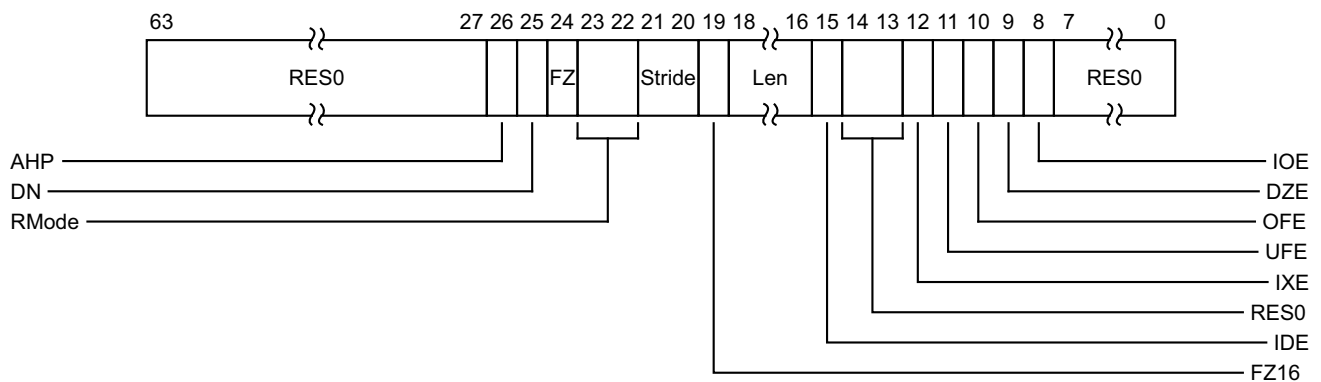 63 27 26 25 24 23 22 21 20 19 18 16 15 14 13 12 11 10 9 8 7 0
RES0 FZ Stride Len RES0
AHP IOE
DN DZE
RMode OFE
UFE
IXE
RES0
IDE
FZ16